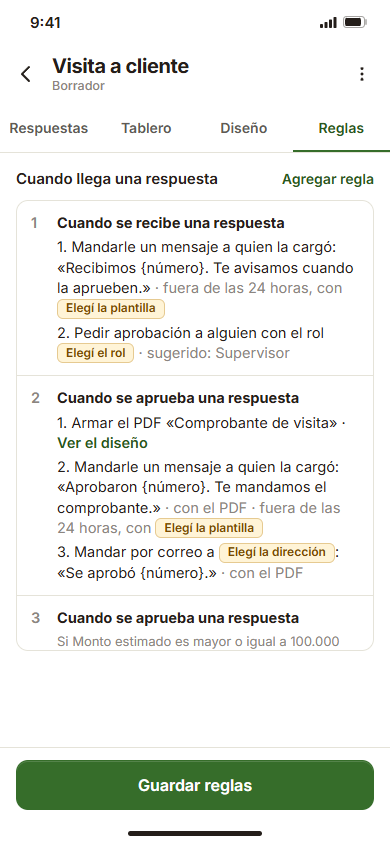 9:41
Visita a cliente
Borrador
Respuestas
Tablero
Diseño
Reglas
Cuando llega una respuesta
Agregar regla
1 Cuando se recibe una respuesta
1. Mandarle un mensaje a quien la cargó:
«Recibimos {número}. Te avisamos cuando
la aprueben.» · fuera de las 24 horas, con
Elegí la plantilla
2. Pedir aprobación a alguien con el rol
Elegí el rol · sugerido: Supervisor
2 Cuando se aprueba una respuesta
1. Armar el PDF «Comprobante de visita» ·
Ver el diseño
2. Mandarle un mensaje a quien la cargó:
«Aprobaron {número}. Te mandamos el
comprobante.» · con el PDF · fuera de las
24 horas, con Elegí la plantilla
3. Mandar por correo a Elegí la dirección :
«Se aprobó {número}.» · con el PDF
3 Cuando se aprueba una respuesta
Si Monto estimado es mayor o igual a 100.000
Guardar reglas